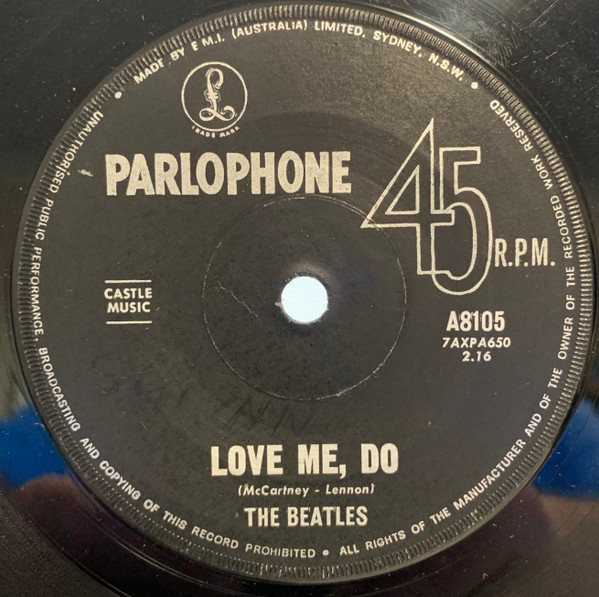 UNAUTHORISED PUBLIC PERFORMANCE, BROADCASTING AND COPYING OF THIS RECORD PROHIBITED • ALL RIGHTS OF THE MANUFACTURER AND OF THE OWNER OF THE RECORDED WORK RESERVED •
MADE BY E M.I. (AUSTRALIA) LIMITED, SYDNEY, N.S.W. •
£
TRADE MARK
PARLOPHONE
45
R.P.M.
CASTLE
MUSIC
A8105
7AXPA650
2.16
LOVE ME, DO
(McCartney - Lennon)
THE BEATLES